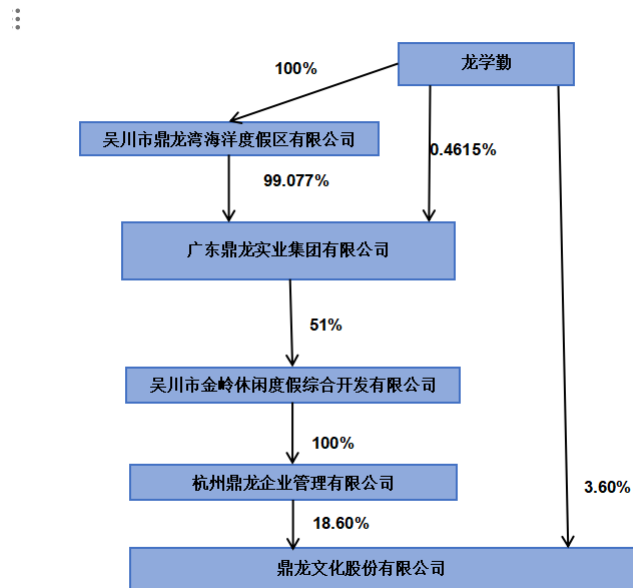 龙学勤
100%
吴川市鼎龙湾海洋度假区有限公司
0.4615%
99.077%
广东鼎龙实业集团有限公司
51%
吴川市金岭休闲度假综合开发有限公司
100%
杭州鼎龙企业管理有限公司
3.60%
18.60%
鼎龙文化股份有限公司